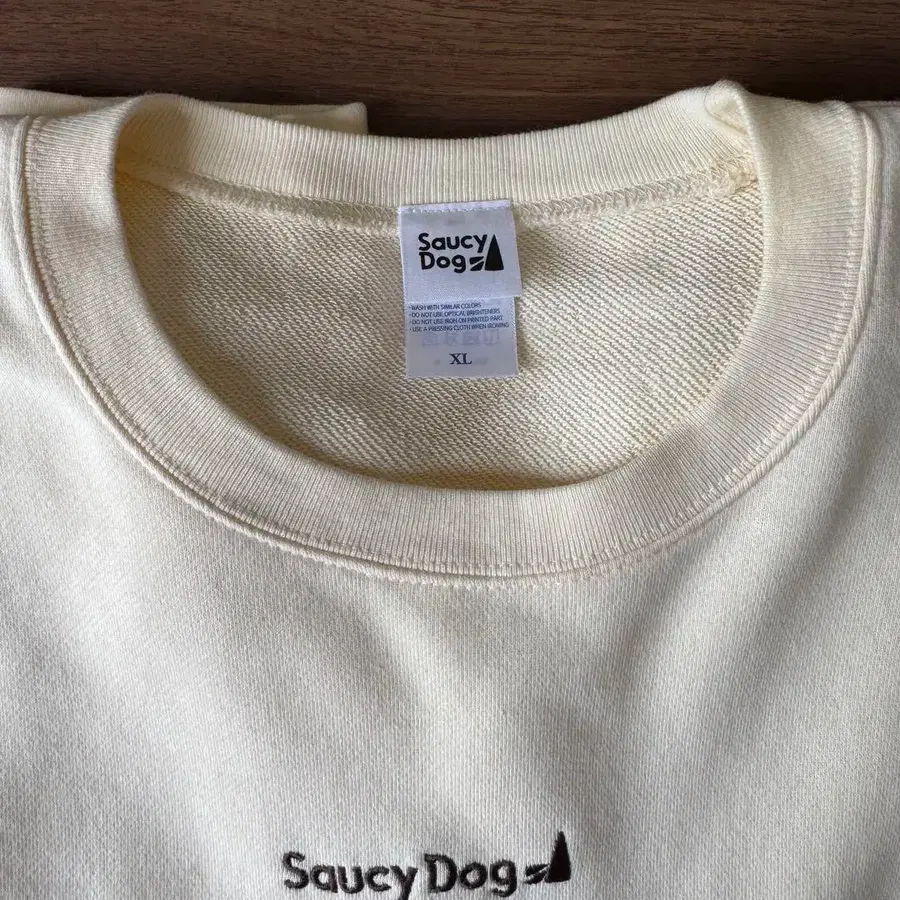 Saucy
Dog
• WASH WITH SIMILAR COLORS
• DO NOT USE OPTICAL BRIGHTENERS
• DO NOT USE IRON ON PRINTED PART
• USE A PRESSING CLOTH WHEN IRONING
XL
Saucy Dog